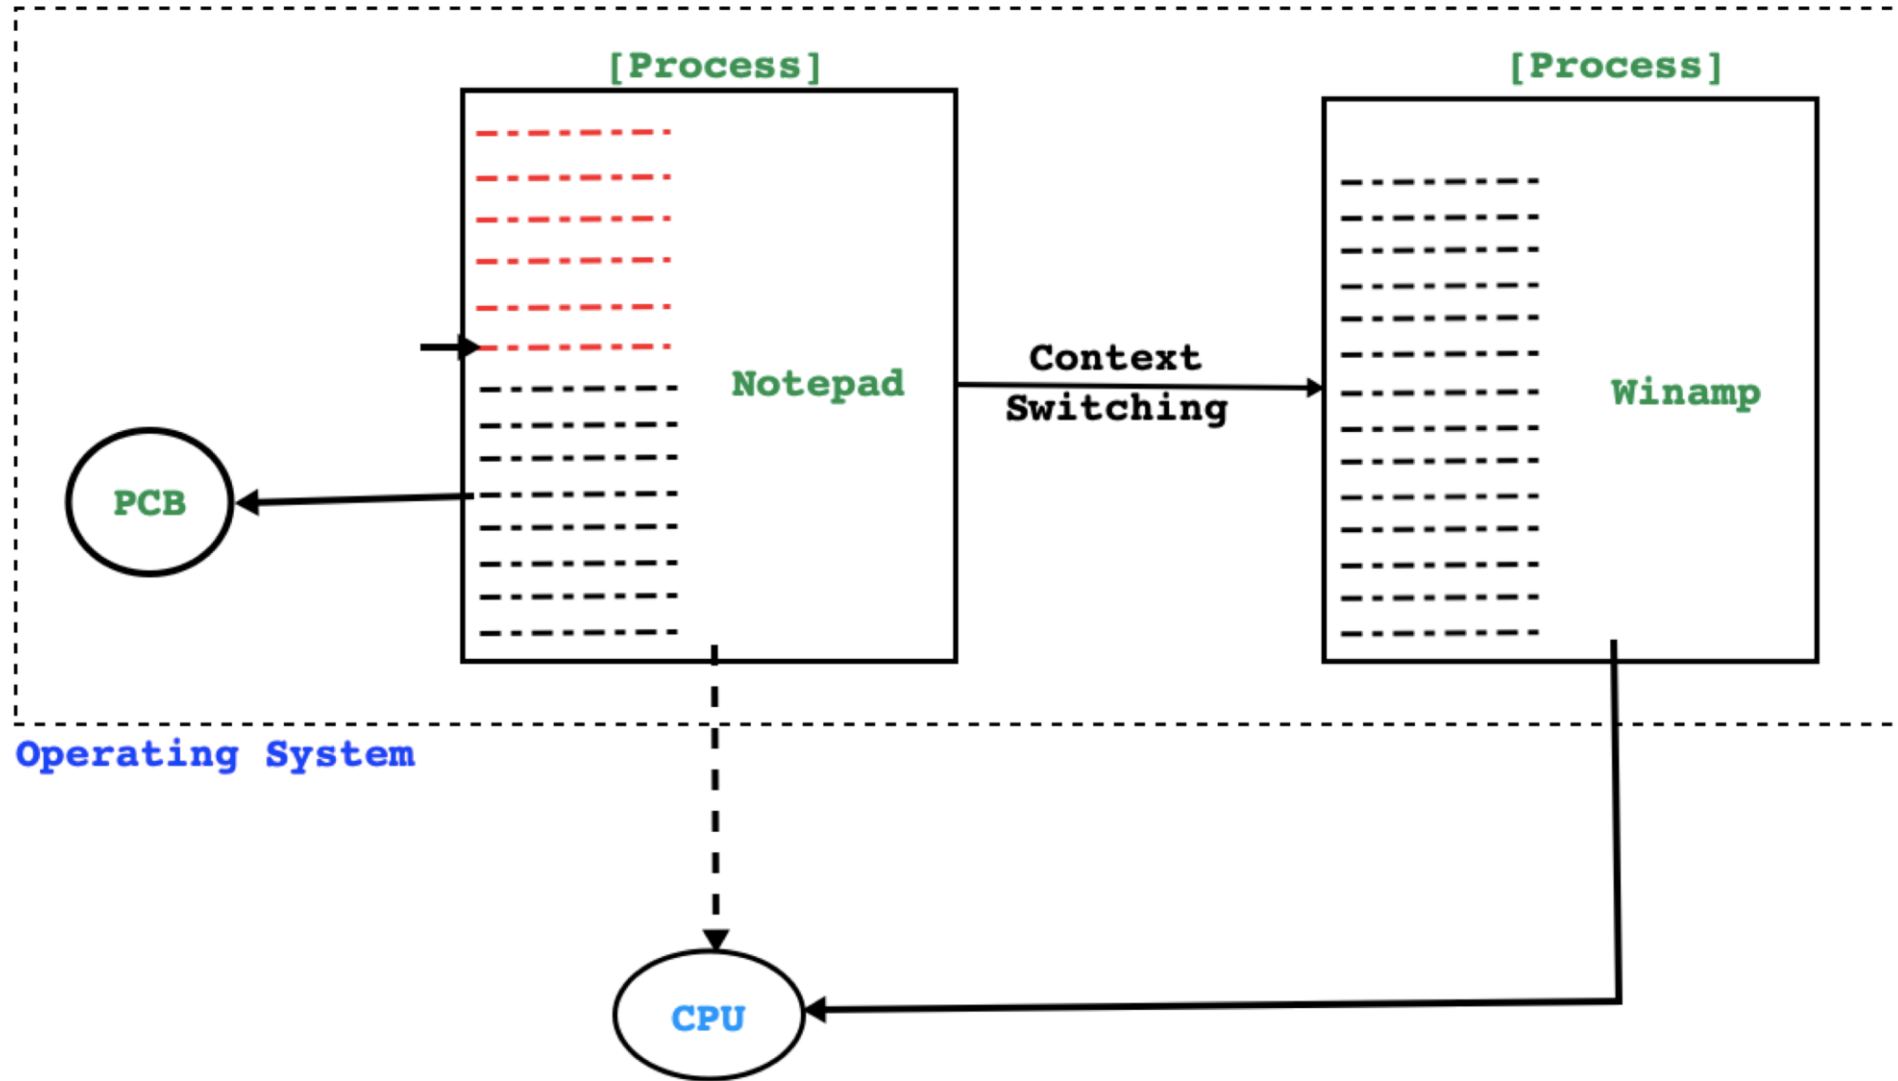 [Process]
[Process]
Context
Switching
Notepad
Winamp
PCB
Operating System
CPU